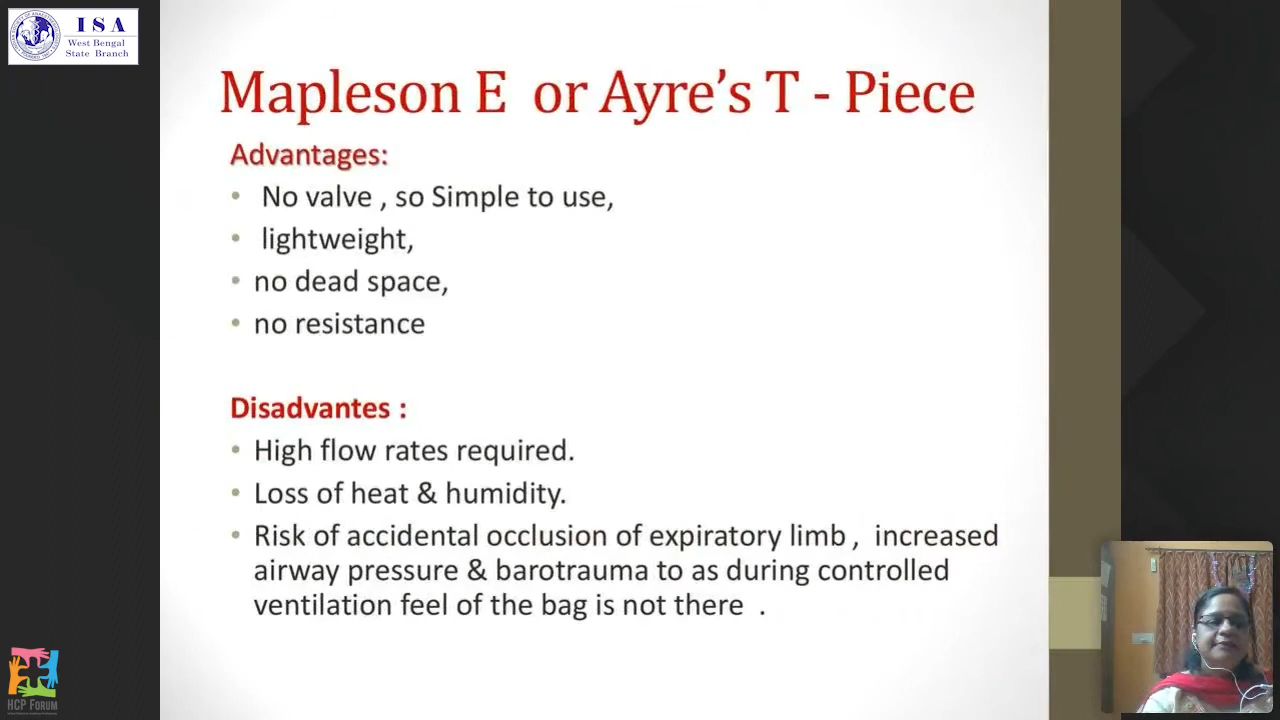 I S A
West Bengal
State Branch
Mapleson E or Ayre’s T - Piece
Advantages:
• No valve , so Simple to use,
• lightweight,
• no dead space,
• no resistance
Disadvantes :
• High flow rates required.
• Loss of heat & humidity.
• Risk of accidental occlusion of expiratory limb , increased
airway pressure & barotrauma to as during controlled
ventilation feel of the bag is not there .
HCP FORUM